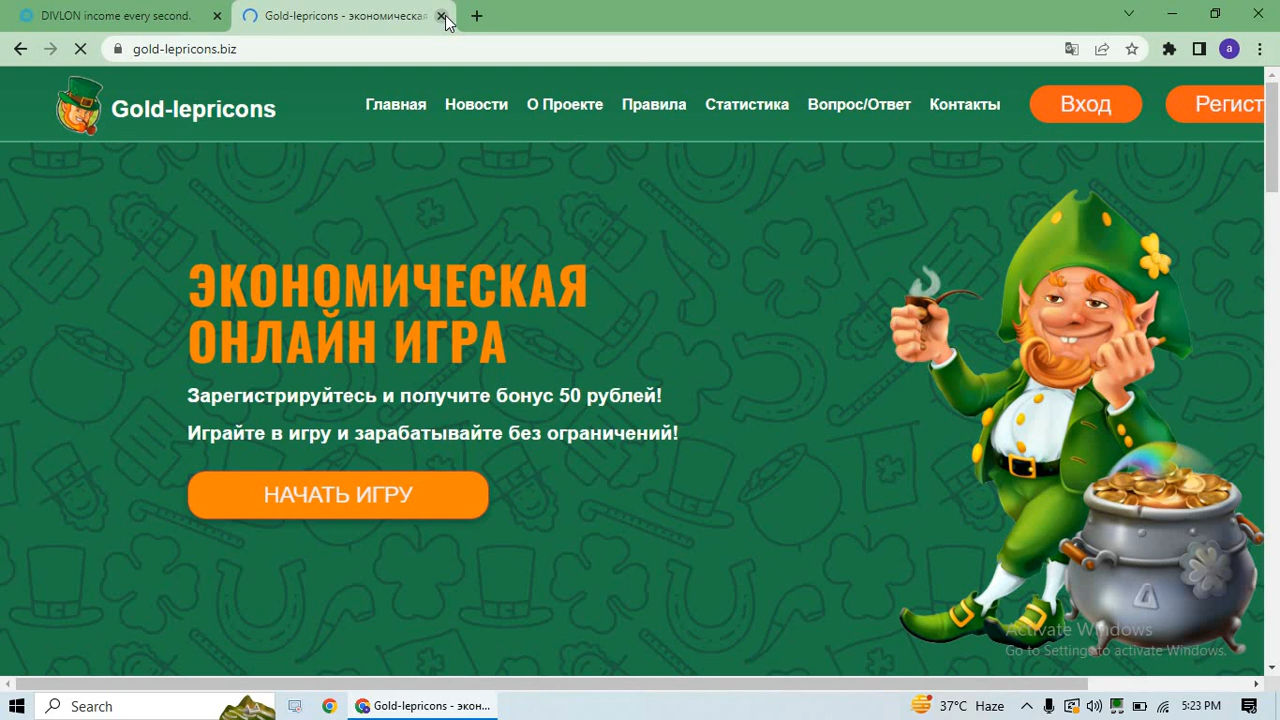 DIVLON income every second.
Gold-lepricons - экономическая
gold-lepricons.biz
a
Gold-lepricons
Главная Новости О Проекте Правила Статистика Вопрос/Ответ Контакты Вход Регист
ЭКОНОМИЧЕСКАЯ
ОНЛАЙН ИГРА
Зарегистрируйтесь и получите бонус 50 рублей!
Играйте в игру и зарабатывайте без ограничений!
НАЧАТЬ ИГРУ
Activate Windows
Go to Settings to activate Windows.
Search
Gold-lepricons - экон...
37°C Haze
5:23 PM